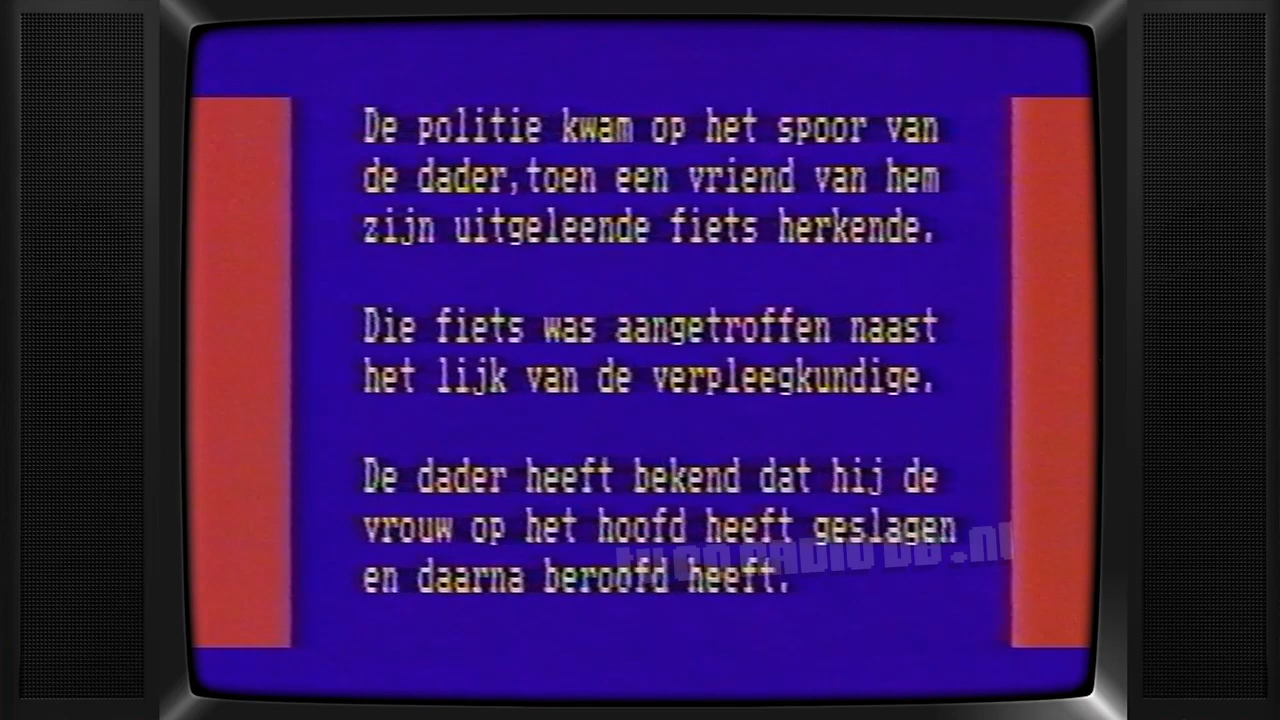 De politie kwam op het spoor van
de dader,toen een vriend van hem
zijn uitgeleende fiets herkende.
Die fiets was aangetroffen naast
het lijk van de verpleegkundige.
De dader heeft bekend dat hij de
vrouw op het hoofd heeft geslagen
en daarna beroofd heeft.